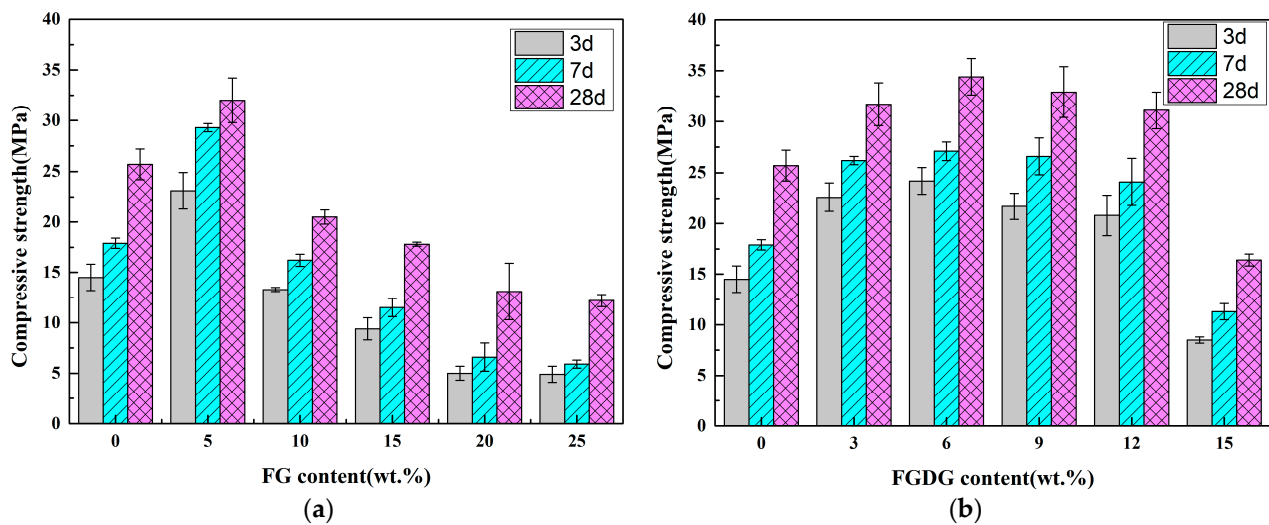 40
35
30
25
20
15
10
5
0
Compressive strength(MPa)
3d
7d
28d
0 5 10 15 20 25
FG content(wt.%)
(a)
40
35
30
25
20
15
10
5
0
Compressive strength(MPa)
3d
7d
28d
0 3 6 9 12 15
FGDG content(wt.%)
(b)